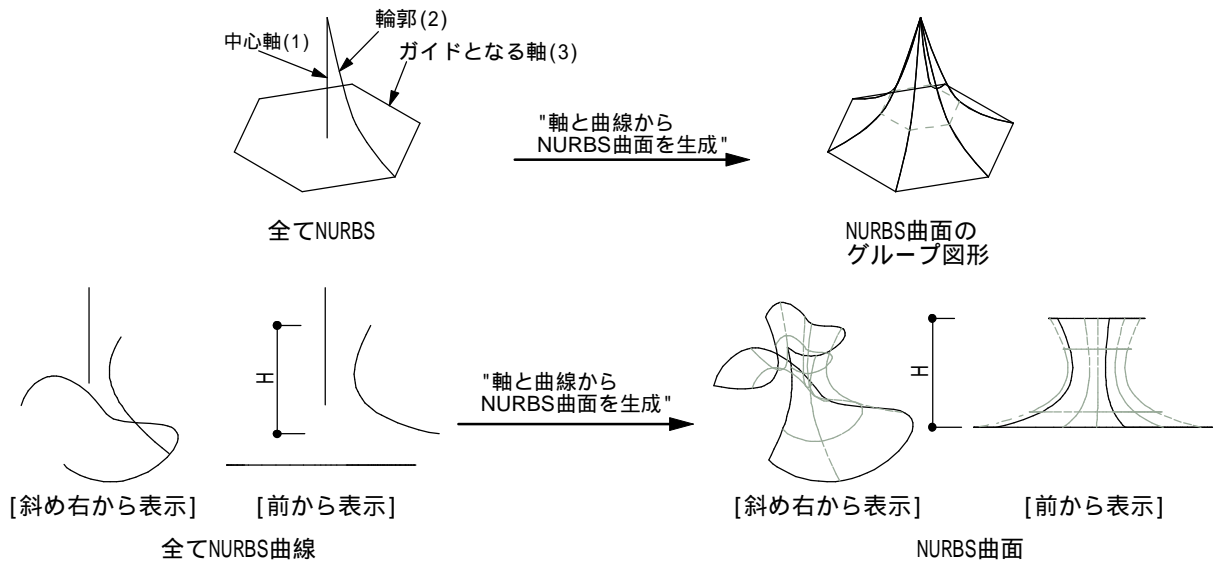 輪郭(2)
中心軸(1)
ガイドとなる軸(3)
"軸と曲線から
NURBS曲面を生成"
全てNURBS
NURBS曲面の
グループ図形
H
"軸と曲線から
NURBS曲面を生成"
H
[斜め右から表示]
[前から表示]
[斜め右から表示]
[前から表示]
全てNURBS曲線
NURBS曲面